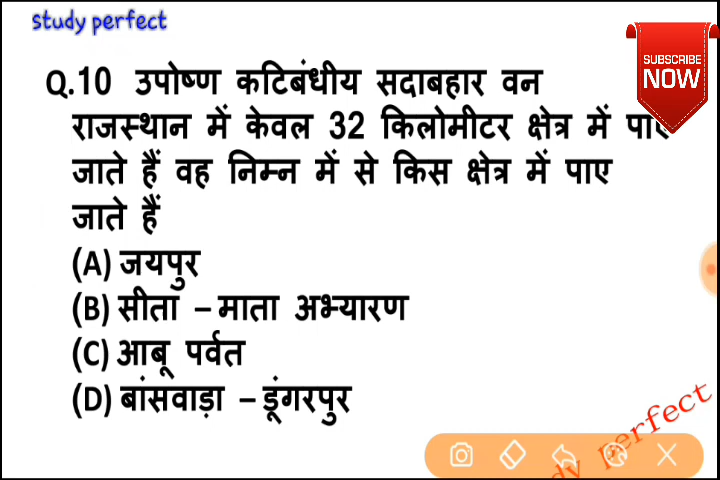 study perfect
SUBSCRIBE
NOW
Q.10 उपोष्ण कटिबंधीय सदाबहार वन
राजस्थान में केवल 32 किलोमीटर क्षेत्र में पाए
जाते हैं वह निम्न में से किस क्षेत्र में पाए
जाते हैं
(A) जयपुर
(B) सीता – माता अभ्यारण
(C) आबू पर्वत
(D) बांसवाड़ा – डूंगरपुर
perfect